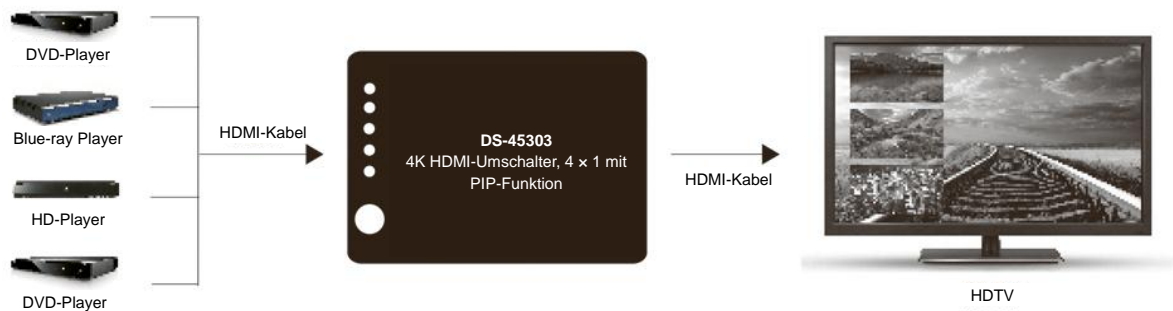 DVD-Player
Blue-ray Player
HD-Player
DVD-Player
HDMI-Kabel
DS-45303
4K HDMI-Umschalter, 4 × 1 mit
PIP-Funktion
HDMI-Kabel
HDTV